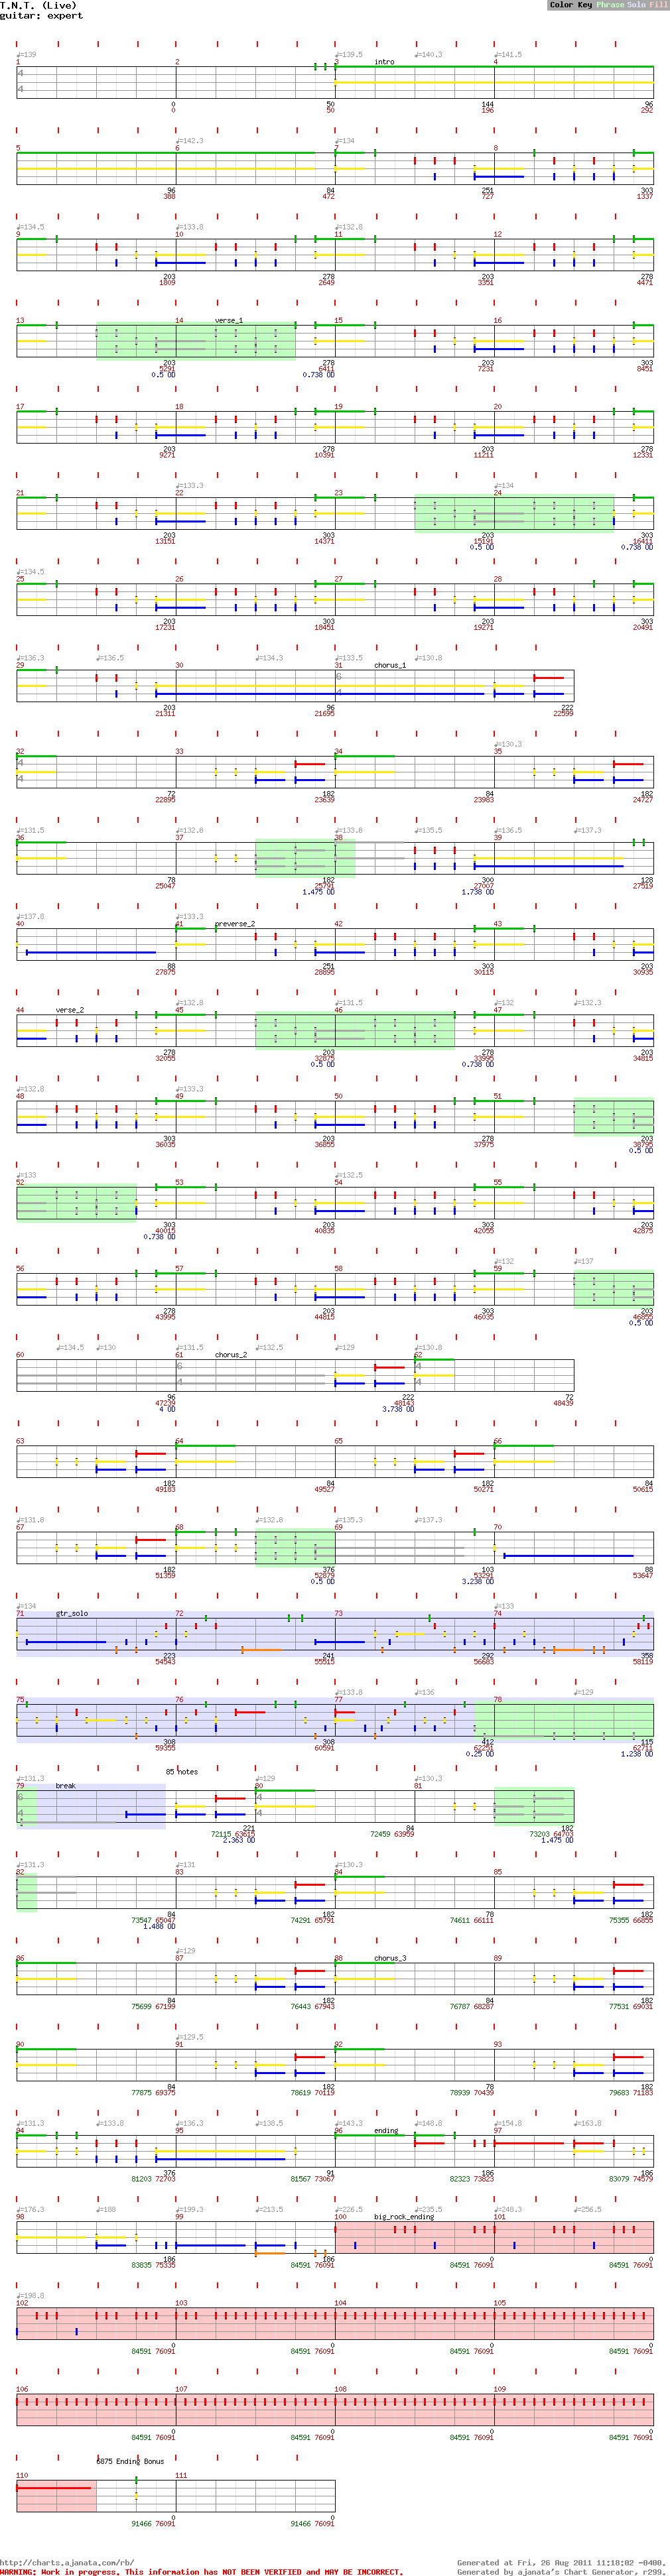 T.N.T. (Live)
Color Key Phrase Solo Fill
guitar: expert
♩=139 ♩=139.5 ♩=140.3 ♩=141.5
1 2 3 intro 4
0 50 144 96
0 50 196 292
♩=142.3 ♩=134
5 6 7 8
96 84 251 303
388 472 727 1337
♩=134.5 ♩=133.8 ♩=132.8
9 10 11 12
203 278 203 278
1809 2649 3351 4471
13 14 verse_1 15 16
203 278 203 303
5291 6411 7231 8451
0.5 OD 0.738 OD
17 18 19 20
203 278 203 278
9271 10391 11211 12331
♩=133.3 ♩=134
21 22 23 24
203 303 203 303
13151 14371 15191 16411
0.5 OD 0.738 OD
♩=134.5
25 26 27 28
203 303 203 303
17231 18451 19271 20491
♩=136.3 ♩=136.5 ♩=134.3 ♩=133.5 ♩=130.8
29 30 31 chorus_1
203 96 222
21311 21695 22599
♩=130.3
32 33 34 35
72 182 84 182
22895 23639 23983 24727
♩=131.5 ♩=132.8 ♩=133.8 ♩=135.5 ♩=136.5 ♩=137.3
36 37 38 39
78 182 300 128
25047 25791 27007 27519
1.475 OD 1.738 OD
♩=137.8 ♩=133.3
40 41 preverse_2 42 43
88 251 303 203
27875 28895 30115 30935
♩=132.8 ♩=131.5 ♩=132 ♩=132.3
44 verse_2 45 46 47
278 203 278 203
32055 32875 33995 34815
0.5 OD 0.738 OD
♩=132.8 ♩=133.3
48 49 50 51
303 203 278 203
36035 36855 37975 38795
0.5 OD
♩=133 ♩=132.5
52 53 54 55
303 203 303 203
40015 40835 42055 42875
0.738 OD
♩=132 ♩=137
56 57 58 59
278 203 303 203
43995 44815 46035 46855
0.5 OD
♩=134.5 ♩=130 ♩=131.5 ♩=132.5 ♩=129 ♩=130.8
60 61 chorus_2 62
96 222 72
47239 48143 48439
4 OD 3.738 OD
63 64 65 66
182 84 182 84
49183 49527 50271 50615
♩=131.8 ♩=132.8 ♩=135.3 ♩=137.3
67 68 69 70
182 376 103 88
51359 52879 53291 53647
0.5 OD 3.238 OD
♩=134 ♩=133
71 gtr_solo 72 73 74
223 241 292 358
54543 55515 56683 58119
♩=133.8 ♩=136 ♩=129
75 76 77 78
308 308 412 115
59355 60591 62251 62711
0.25 OD 1.238 OD
85 notes
♩=131.3 ♩=129 ♩=130.3
79 break 80 81
221 84 182
72115 63615 72459 63959 73203 64703
2.363 OD 1.475 OD
♩=131.3 ♩=131 ♩=130.3
82 83 84 85
84 182 78 182
73547 65047 74291 65791 74611 66111 75355 66855
1.488 OD
♩=129
86 87 88 chorus_3 89
84 182 84 182
75699 67199 76443 67943 76787 68287 77531 69031
♩=129.5
90 91 92 93
84 182 78 182
77875 69375 78619 70119 78939 70439 79683 71183
♩=131.3 ♩=133.8 ♩=136.3 ♩=138.5 ♩=143.3 ♩=148.8 ♩=154.8 ♩=163.8
94 95 96 ending 97
376 91 186 186
81203 72703 81567 73067 82323 73823 83079 74579
♩=176.3 ♩=188 ♩=199.3 ♩=213.5 ♩=226.5 ♩=235.5 ♩=248.3 ♩=256.5
98 99 100 big_rock_ending 101
186 186 0 0
83835 75335 84591 76091 84591 76091 84591 76091
♩=198.8
102 103 104 105
0 0 0 0
84591 76091 84591 76091 84591 76091 84591 76091
106 107 108 109
0 0 0 0
84591 76091 84591 76091 84591 76091 84591 76091
6875 Ending Bonus
110 111
0 0
91466 76091 91466 76091
http://charts.ajanata.com/rb/
Generated at Fri, 26 Aug 2011 11:18:02 -0400.
WARNING: Work in progress. This information has NOT BEEN VERIFIED and MAY BE INCORRECT.
Generated by ajanata's Chart Generator, r299.